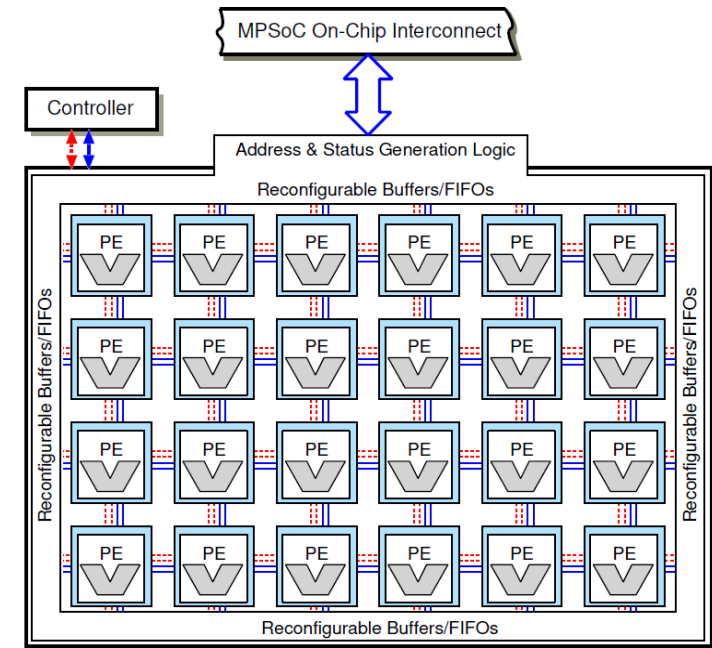 MPSoC On-Chip Interconnect
Controller
Address & Status Generation Logic
Reconfigurable Buffers/FIFOs
Reconfigurable Buffers/FIFOs
PE PE PE PE PE PE
PE PE PE PE PE PE
PE PE PE PE PE PE
PE PE PE PE PE PE
Reconfigurable Buffers/FIFOs
Reconfigurable Buffers/FIFOs